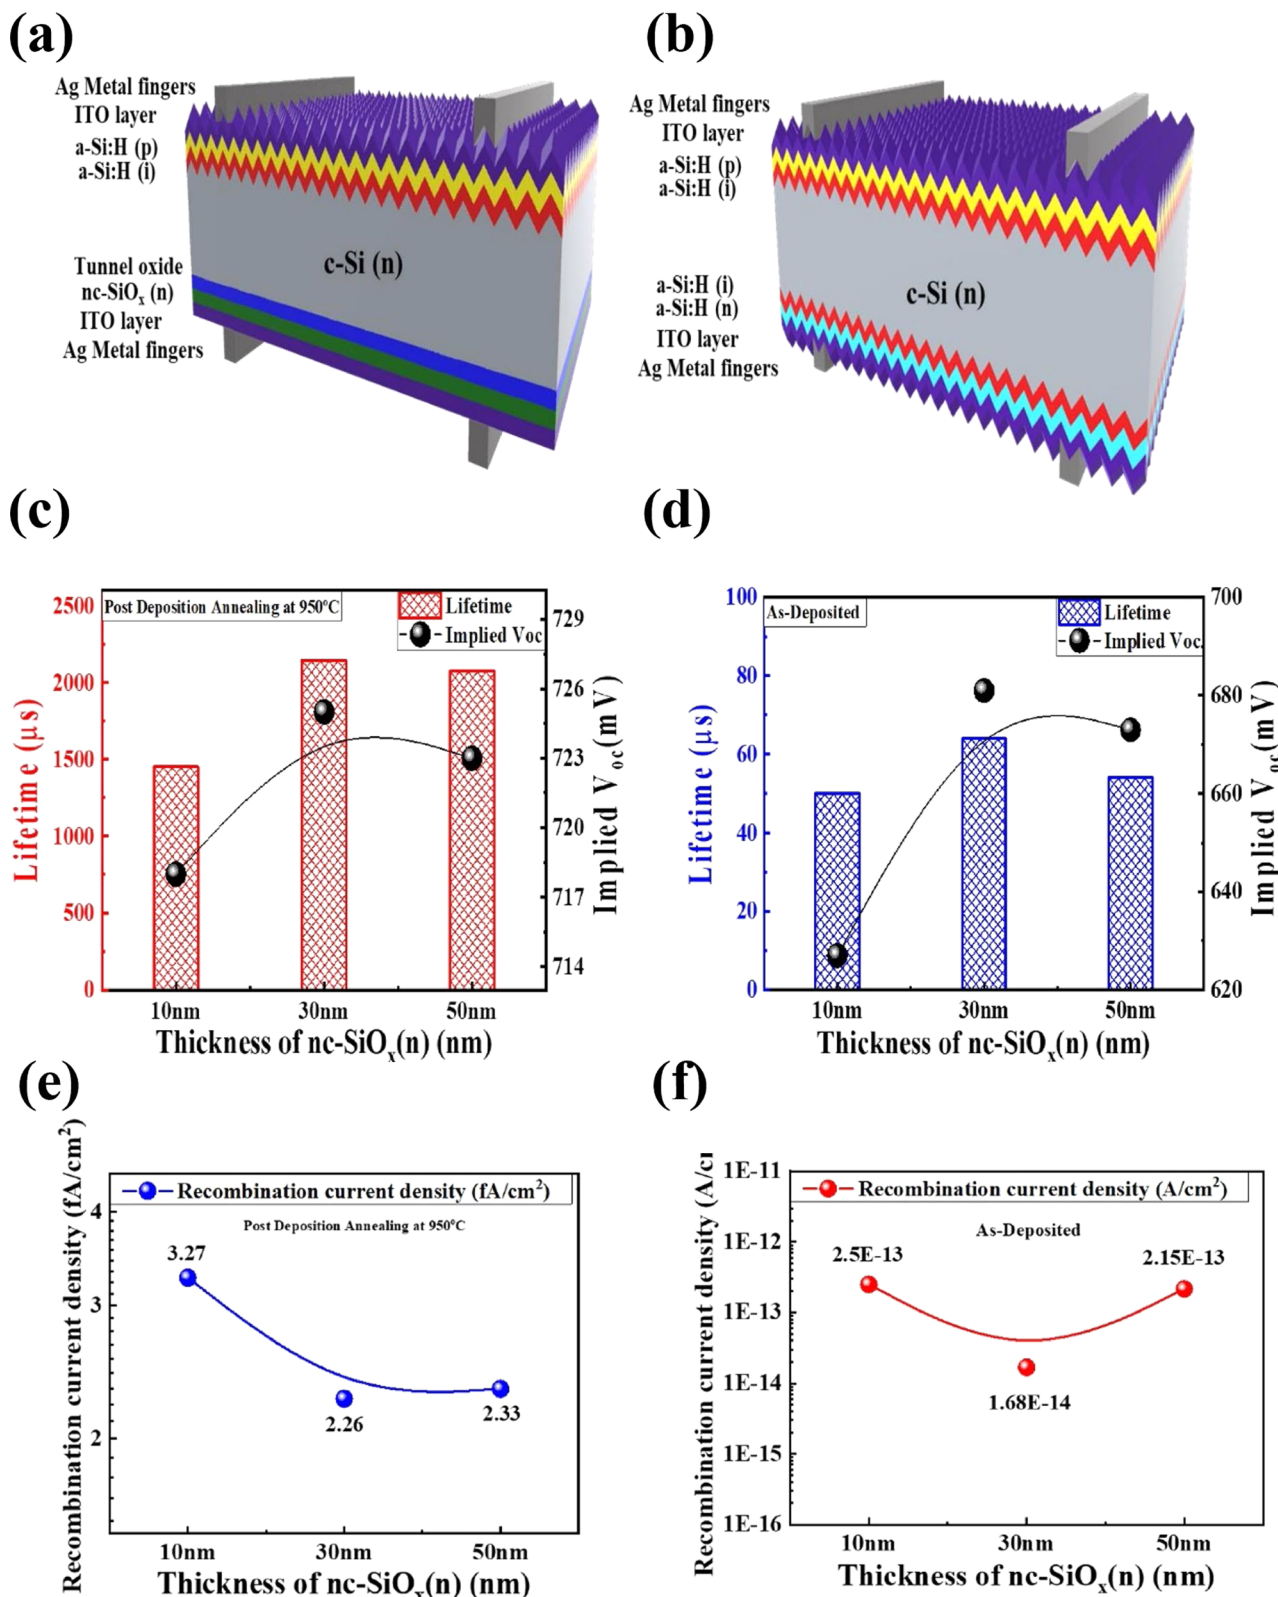 (a)
Ag Metal fingers
ITO layer
a-Si:H (p)
a-Si:H (i)
c-Si (n)
Tunnel oxide
nc-SiOx (n)
ITO layer
Ag Metal fingers
(b)
Ag Metal fingers
ITO layer
a-Si:H (p)
a-Si:H (i)
c-Si (n)
a-Si:H (i)
a-Si:H (n)
ITO layer
Ag Metal fingers
(c)
Post Deposition Annealing at 950°C
Lifetime
Implied Voc
Lifetime (μs)
2500
2000
1500
1000
500
0
729
726
723
720
717
714
Implied Voc(mV)
10nm
30nm
50nm
Thickness of nc-SiOx(n) (nm)
(d)
As-Deposited
Lifetime
Implied Voc.
Lifetime (μs)
100
80
60
40
20
0
700
680
660
640
620
Implied Voc(mV)
10nm
30nm
50nm
Thickness of nc-SiOx(n) (nm)
(e)
Recombination current density (fA/cm2)
Recombination current density (fA/cm2)
Post Deposition Annealing at 950°C
4
3
2
3.27
2.26
2.33
10nm
30nm
50nm
Thickness of nc-SiOx(n) (nm)
(f)
Recombination current density (A/c
Recombination current density (A/cm2)
As-Deposited
1E-11
1E-12
1E-13
1E-14
1E-15
1E-16
2.5E-13
1.68E-14
2.15E-13
10nm
30nm
50nm
Thickness of nc-SiOx(n) (nm)